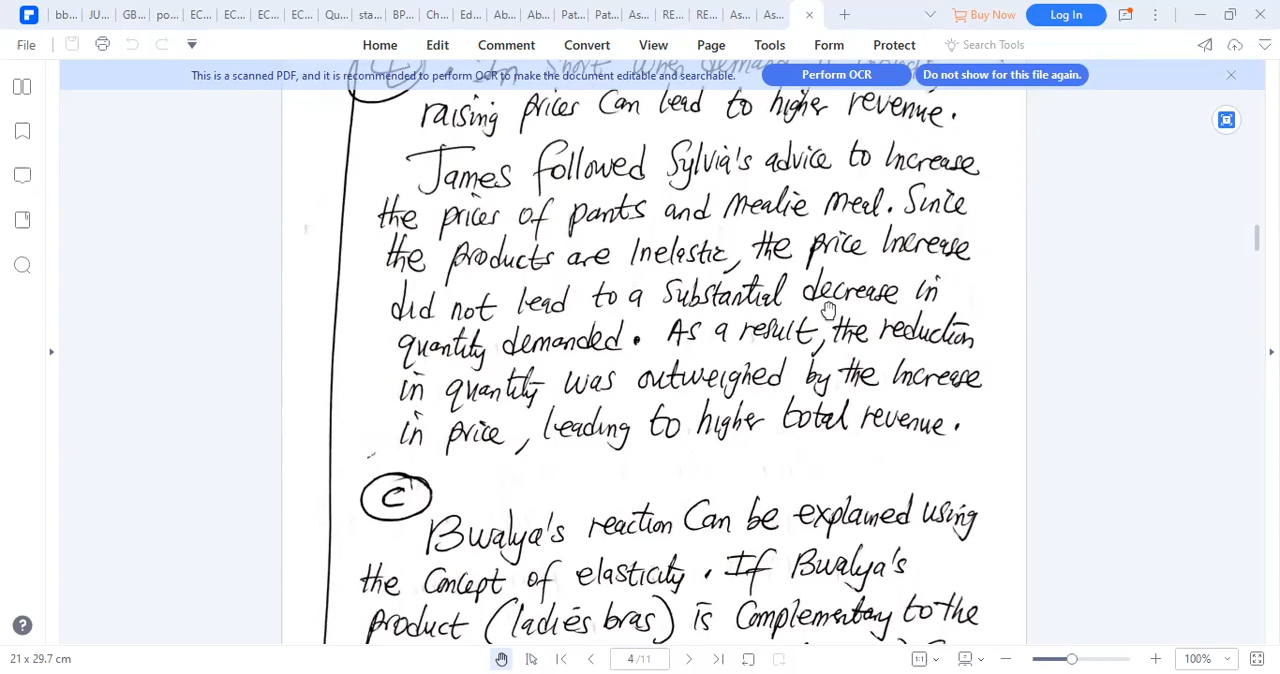 bb...
JU...
GB...
po...
EC...
EC...
EC...
EC...
Qu...
sta...
BP...
Ch...
Ed...
Ab...
Ab...
Pat...
Pat...
As...
RE...
RE...
As...
As...
Buy Now
Log In
File
Home Edit Comment Convert View Page Tools Form Protect Search Tools
(b). In Short when demand is
This is a scanned PDF, and it is recommended to perform OCR to make the document editable and searchable.
Perform OCR
Do not show for this file again.
raising prices Can lead to higher revenue.
James followed Sylvia's advice to Increase
the prices of pants and Mealie Meal. Since
the products are Inelastic, the price Increase
did not lead to a Substantial decrease in
quantity demanded. As a result, the reduction
in quantity was outweighed by the Increase
in price, leading to higher total revenue.
C
Bwalya's reaction Can be explained using
the Concept of elasticity. If Bwalya's
product (ladies bras) is Complementary to the
21 x 29.7 cm
4 /11
1:1
100%